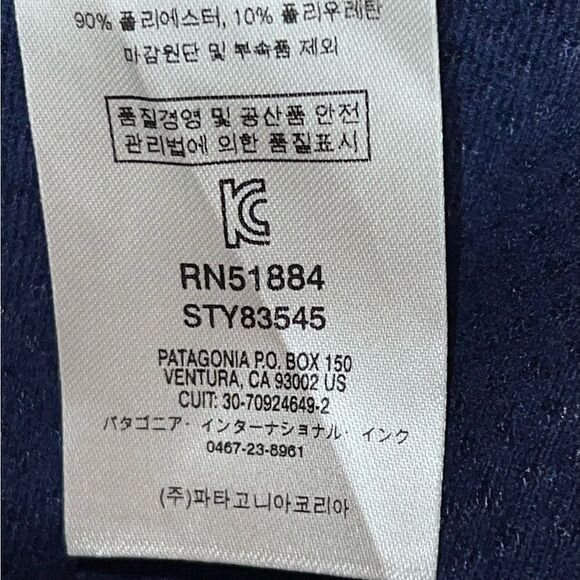 90% 폴리에스터, 10% 폴리우레탄
마감원단 및 부속품 제외
품질경영 및 공산품 안전
관리법에 의한 품질표시
KC
RN51884
STY83545
PATAGONIA P.O. BOX 150
VENTURA, CA 93002 US
CUIT: 30-70924649-2
パタゴニア・インターナショナル・インク
0467-23-8961
(주)파타고니아코리아